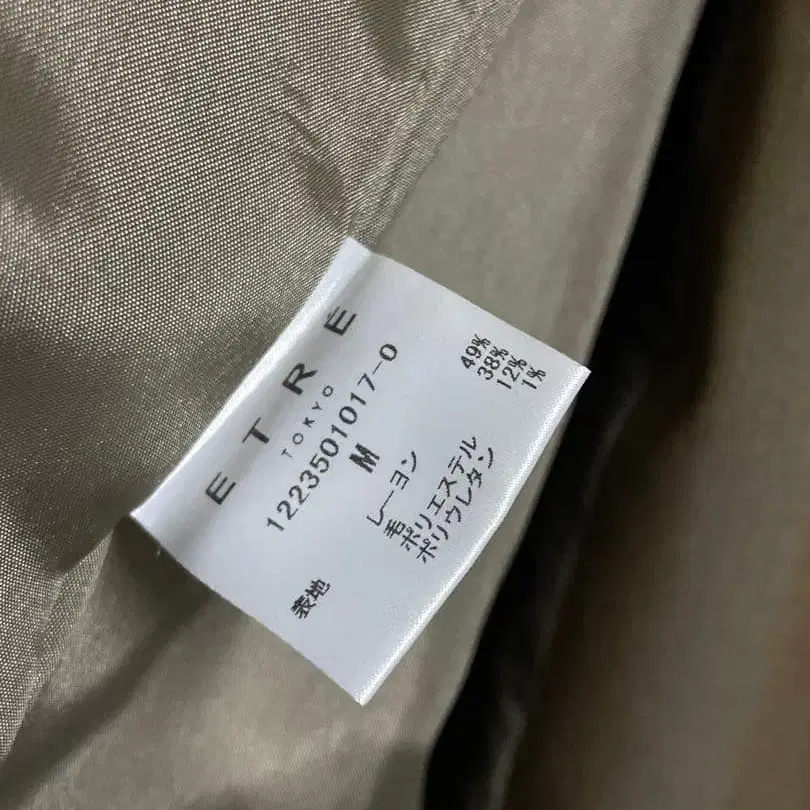 ETRE
TOKYO
1223501017-0
M
表地 レーヨン 49%
毛 38%
ポリエステル 12%
ポリウレタン 1%